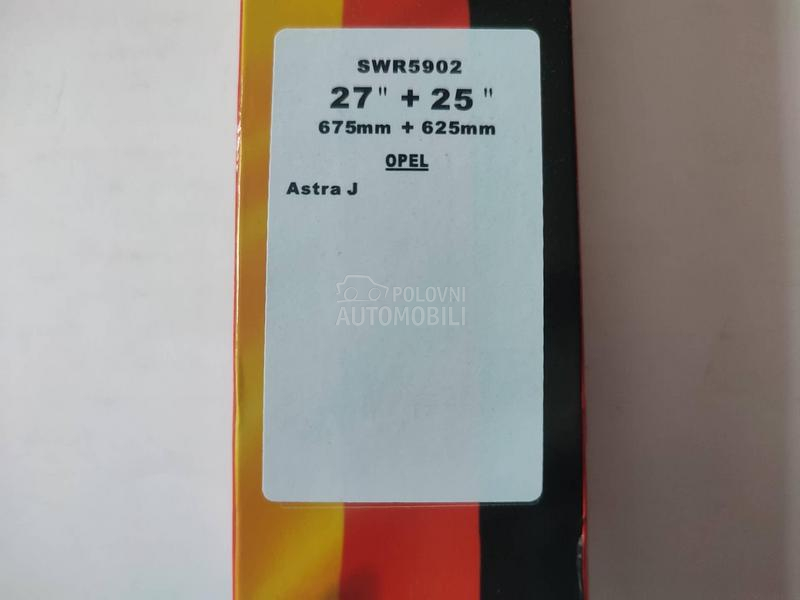 SWR5902
27" + 25"
675mm + 625mm
OPEL
Astra J
POLOVNI
AUTOMOBILI